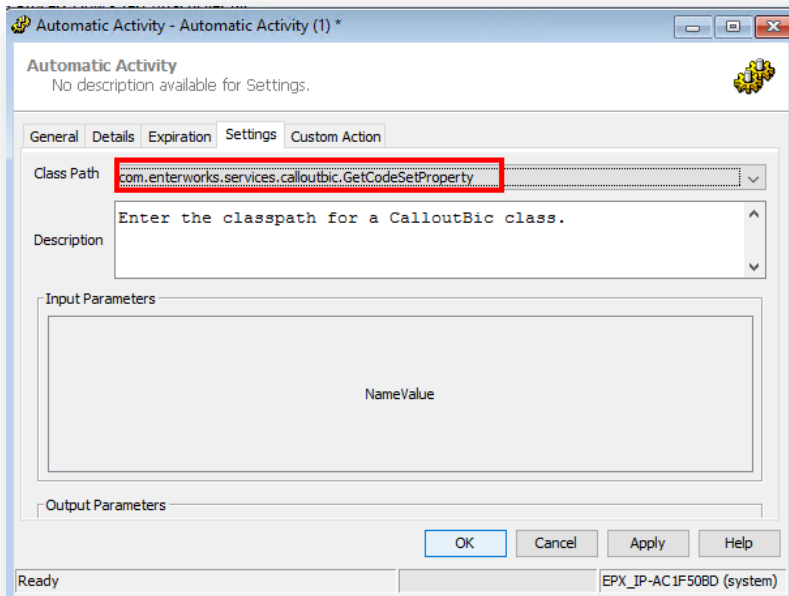 Automatic Activity - Automatic Activity (1) *
Automatic Activity
No description available for Settings.
General Details Expiration Settings Custom Action
Class Path com.enterworks.services.calloutbic.GetCodeSetProperty
Description Enter the classpath for a CalloutBic class.
Input Parameters
NameValue
Output Parameters
OK Cancel Apply Help
Ready EPX_IP-AC1F50BD (system)